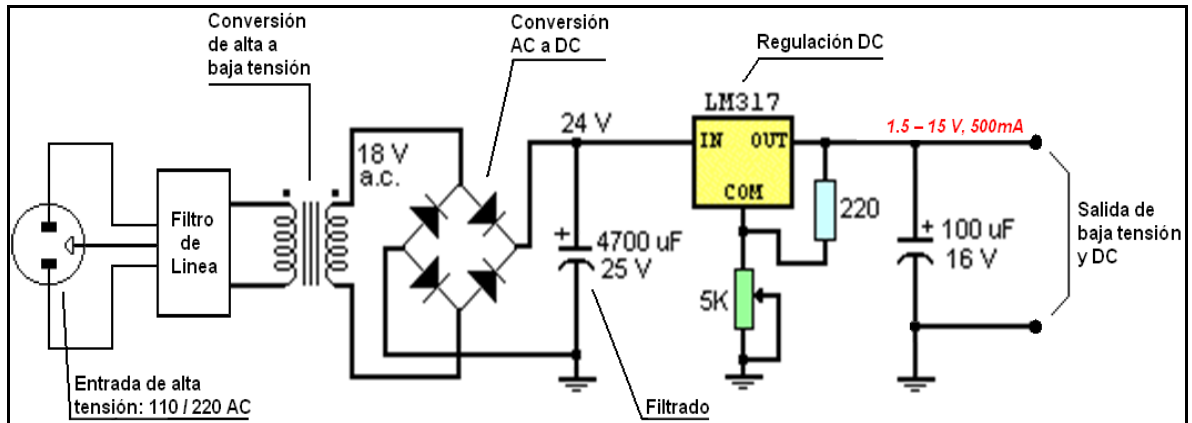 Conversión
de alta a
baja tensión
Conversión
AC a DC
Regulación DC
LM317
24 V
IN OUT
COM
1.5 – 15 V, 500mA
18 V
a.c.
Filtro
de
Linea
220
4700 uF
25 V
+
5K
+
100 uF
16 V
Salida de
baja tensión
y DC
Entrada de alta
tensión: 110 / 220 AC
Filtrado